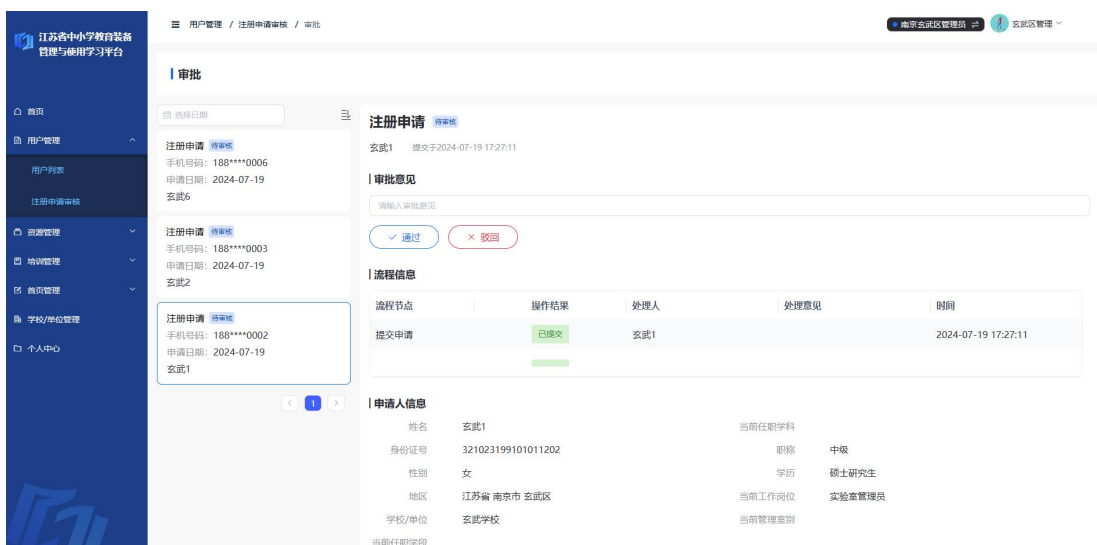 江苏省中小学教育装备
管理与使用学习平台
首页
用户管理
用户列表
注册申请审核
资源管理
培训管理
首页管理
学校/单位管理
个人中心
用户管理 / 注册申请审核 / 审批
南京玄武区管理员
玄武区管理
审批
选择日期
注册申请 待审核
手机号码：188****0006
申请日期：2024-07-19
玄武6
注册申请 待审核
手机号码：188****0003
申请日期：2024-07-19
玄武2
注册申请 待审核
手机号码：188****0002
申请日期：2024-07-19
玄武1
1
注册申请 待审核
玄武1 提交于2024-07-19 17:27:11
审批意见
请输入审批意见
通过 驳回
流程信息
流程节点 操作结果 处理人 处理意见 时间
提交申请 已提交 玄武1 2024-07-19 17:27:11
申请人信息
姓名 玄武1 当前任职学科
身份证号 321023199101011202 职称 中级
性别 女 学历 硕士研究生
地区 江苏省 南京市 玄武区 当前工作岗位 实验室管理员
学校/单位 玄武学校 当前管理室别
当前任职学段